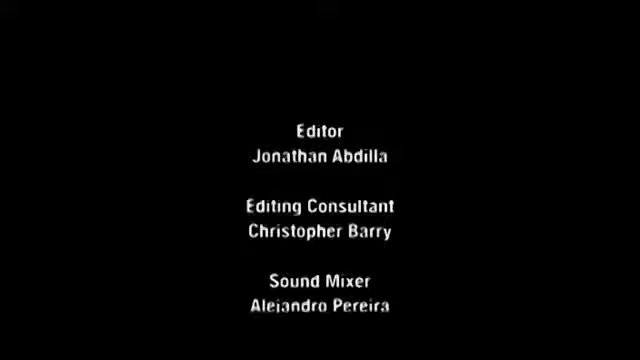 Editor
Jonathan Abdilla
Editing Consultant
Christopher Barry
Sound Mixer
Alejandro Pereira